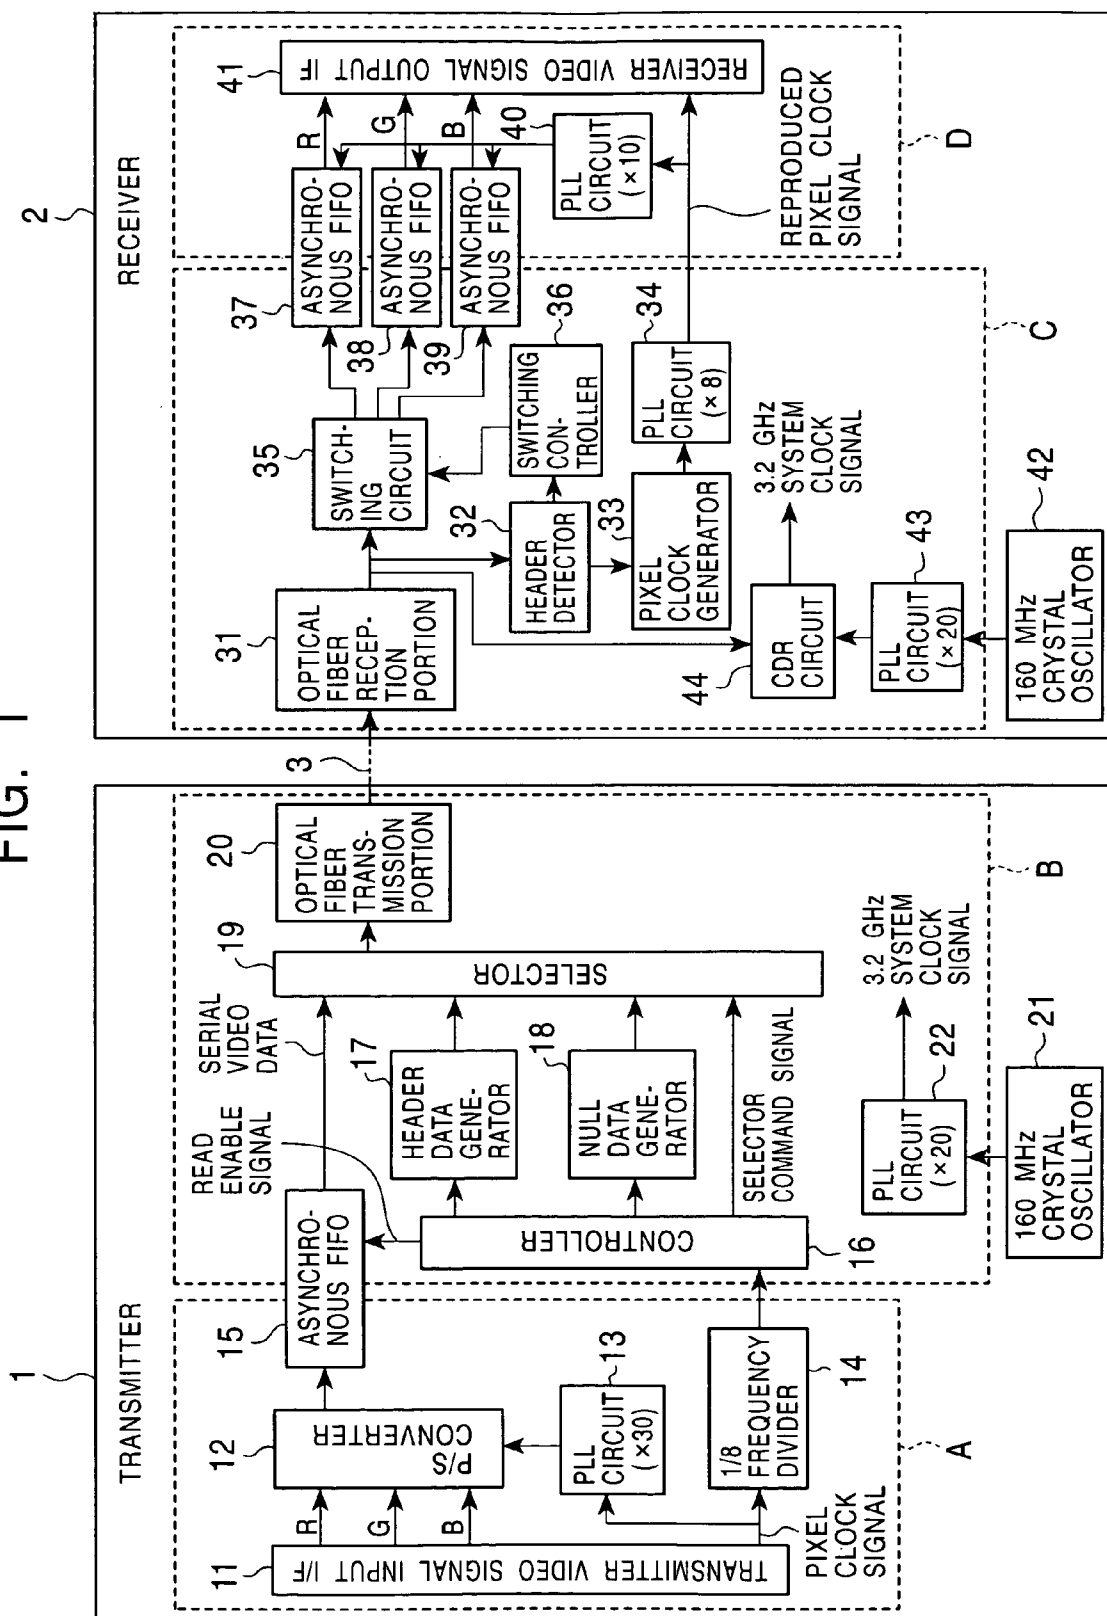 FIG. 1
1
TRANSMITTER
11
TRANSMITTER VIDEO SIGNAL INPUT I/F
R
G
B
PIXEL
CLOCK
SIGNAL
12
P/S
CONVERTER
13
PLL
CIRCUIT
(×30)
14
1/8
FREQUENCY
DIVIDER
A
15
ASYNCHRO-
NOUS FIFO
READ
ENABLE
SIGNAL
SERIAL
VIDEO
DATA
16
CONTROLLER
17
HEADER
DATA
GENE-
RATOR
18
NULL
DATA
GENE-
RATOR
SELECTOR
COMMAND SIGNAL
19
SELECTOR
20
OPTICAL
FIBER
TRANS-
MISSION
PORTION
21
160 MHz
CRYSTAL
OSCILLATOR
22
PLL
CIRCUIT
(×20)
3.2 GHz
SYSTEM
CLOCK
SIGNAL
B
3
2
RECEIVER
31
OPTICAL
FIBER
RECEP-
TION
PORTION
32
HEADER
DETECTOR
33
PIXEL
CLOCK
GENERATOR
34
PLL
CIRCUIT
(×8)
35
SWITCH-
ING
CIRCUIT
36
SWITCHING
CON-
TROLLER
37
ASYNCHRO-
NOUS FIFO
38
ASYNCHRO-
NOUS FIFO
39
ASYNCHRO-
NOUS FIFO
R
G
B
40
PLL
CIRCUIT
(×10)
41
RECEIVER VIDEO SIGNAL OUTPUT IF
REPRODUCED
PIXEL CLOCK
SIGNAL
D
44
CDR
CIRCUIT
3.2 GHz
SYSTEM
CLOCK
SIGNAL
43
PLL
CIRCUIT
(×20)
42
160 MHz
CRYSTAL
OSCILLATOR
C